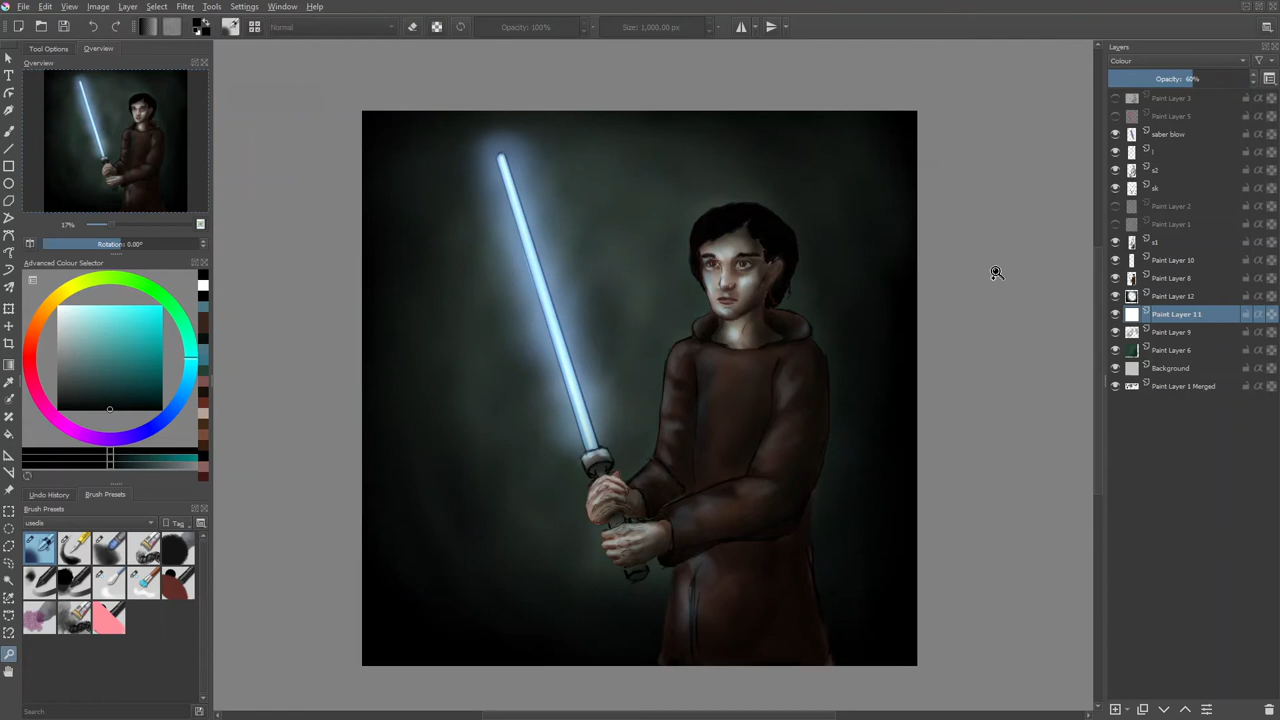 File Edit View Image Layer Select Filter Tools Settings Window Help
Normal Opacity: 100% Size: 1,000.00 px
Tool Options Overview
Overview
17%
Rotation: 0.00°
Advanced Colour Selector
Undo History Brush Presets
Brush Presets
usedis Tag
Search
Layers
Colour
Opacity: 60%
Paint Layer 3
Paint Layer 5
saber blow
l
s2
sk
Paint Layer 2
Paint Layer 1
s1
Paint Layer 10
Paint Layer 8
Paint Layer 12
Paint Layer 11
Paint Layer 9
Paint Layer 6
Background
Paint Layer 1 Merged